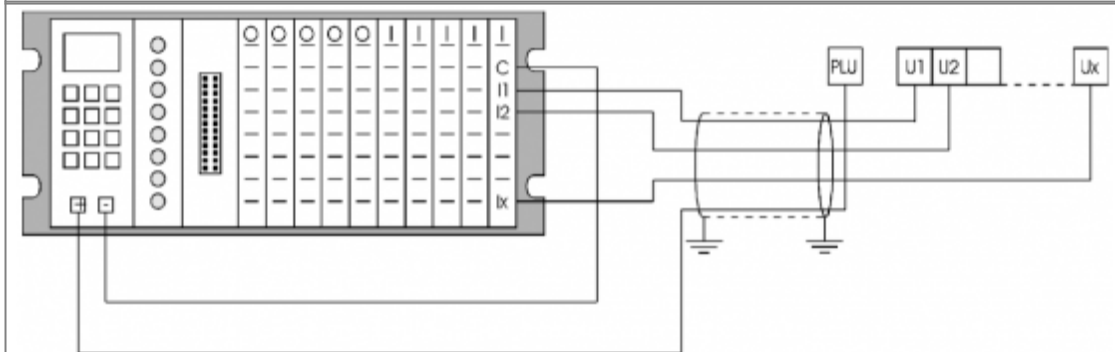 O O O O O I I I I I
C
I1
I2
Ix
+ -
PLU U1 U2 Ux